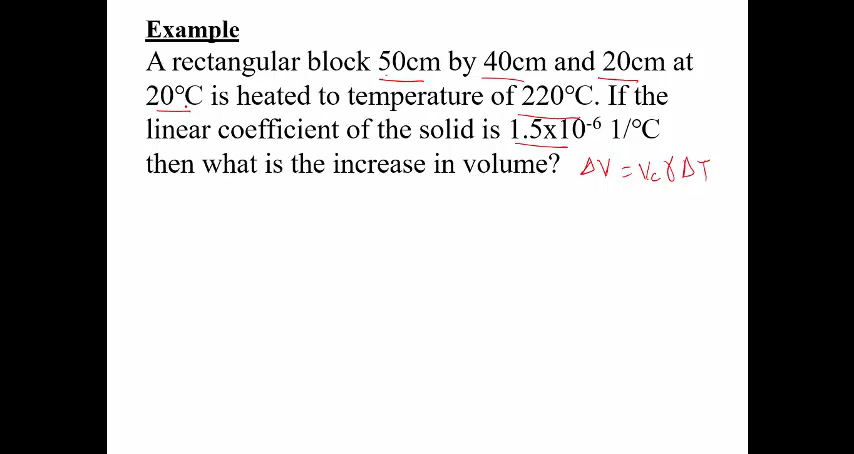 Example
A rectangular block 50cm by 40cm and 20cm at
20°C is heated to temperature of 220°C. If the
linear coefficient of the solid is 1.5x10⁻⁶ 1/°C
then what is the increase in volume? ΔV = V꜀γΔT